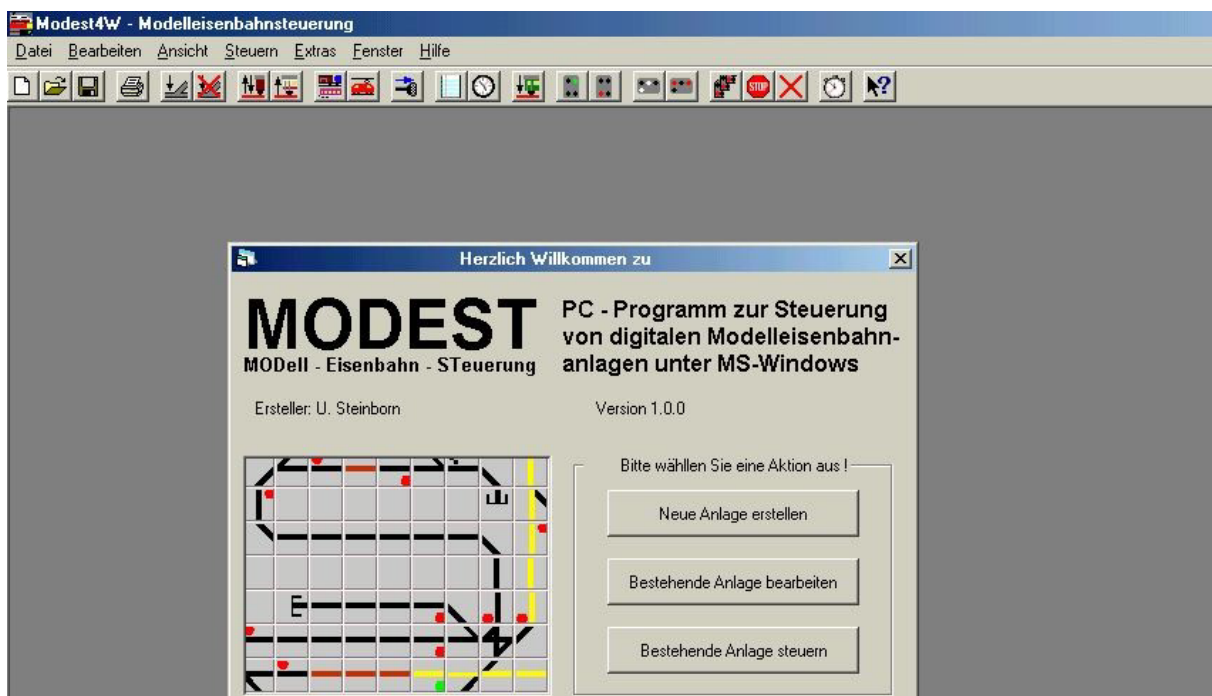 Modest4W - Modelleisenbahnsteuerung
Datei Bearbeiten Ansicht Steuern Extras Fenster Hilfe
STOP
Herzlich Willkommen zu
MODEST
MODell - Eisenbahn - STeuerung
PC - Programm zur Steuerung
von digitalen Modelleisenbahn-
anlagen unter MS-Windows
Ersteller: U. Steinborn
Version 1.0.0
Bitte wähllen Sie eine Aktion aus !
Neue Anlage erstellen
Bestehende Anlage bearbeiten
Bestehende Anlage steuern